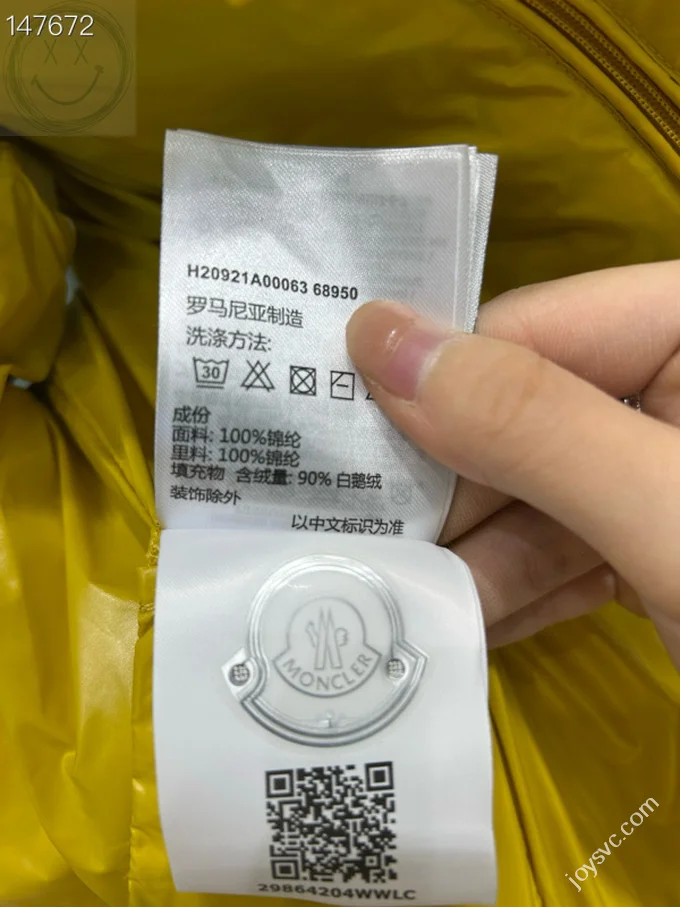 147672
H20921A00063 68950
罗马尼亚制造
洗涤方法:
30
成份
面料: 100%锦纶
里料: 100%锦纶
填充物 含绒量: 90% 白鹅绒
装饰除外
以中文标识为准
MONCLER
29864204WWLC
joysvc.com